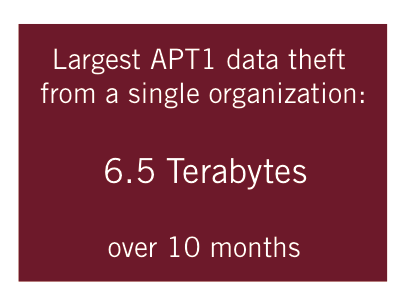 Largest APT1 data theft
from a single organization:
6.5 Terabytes
over 10 months